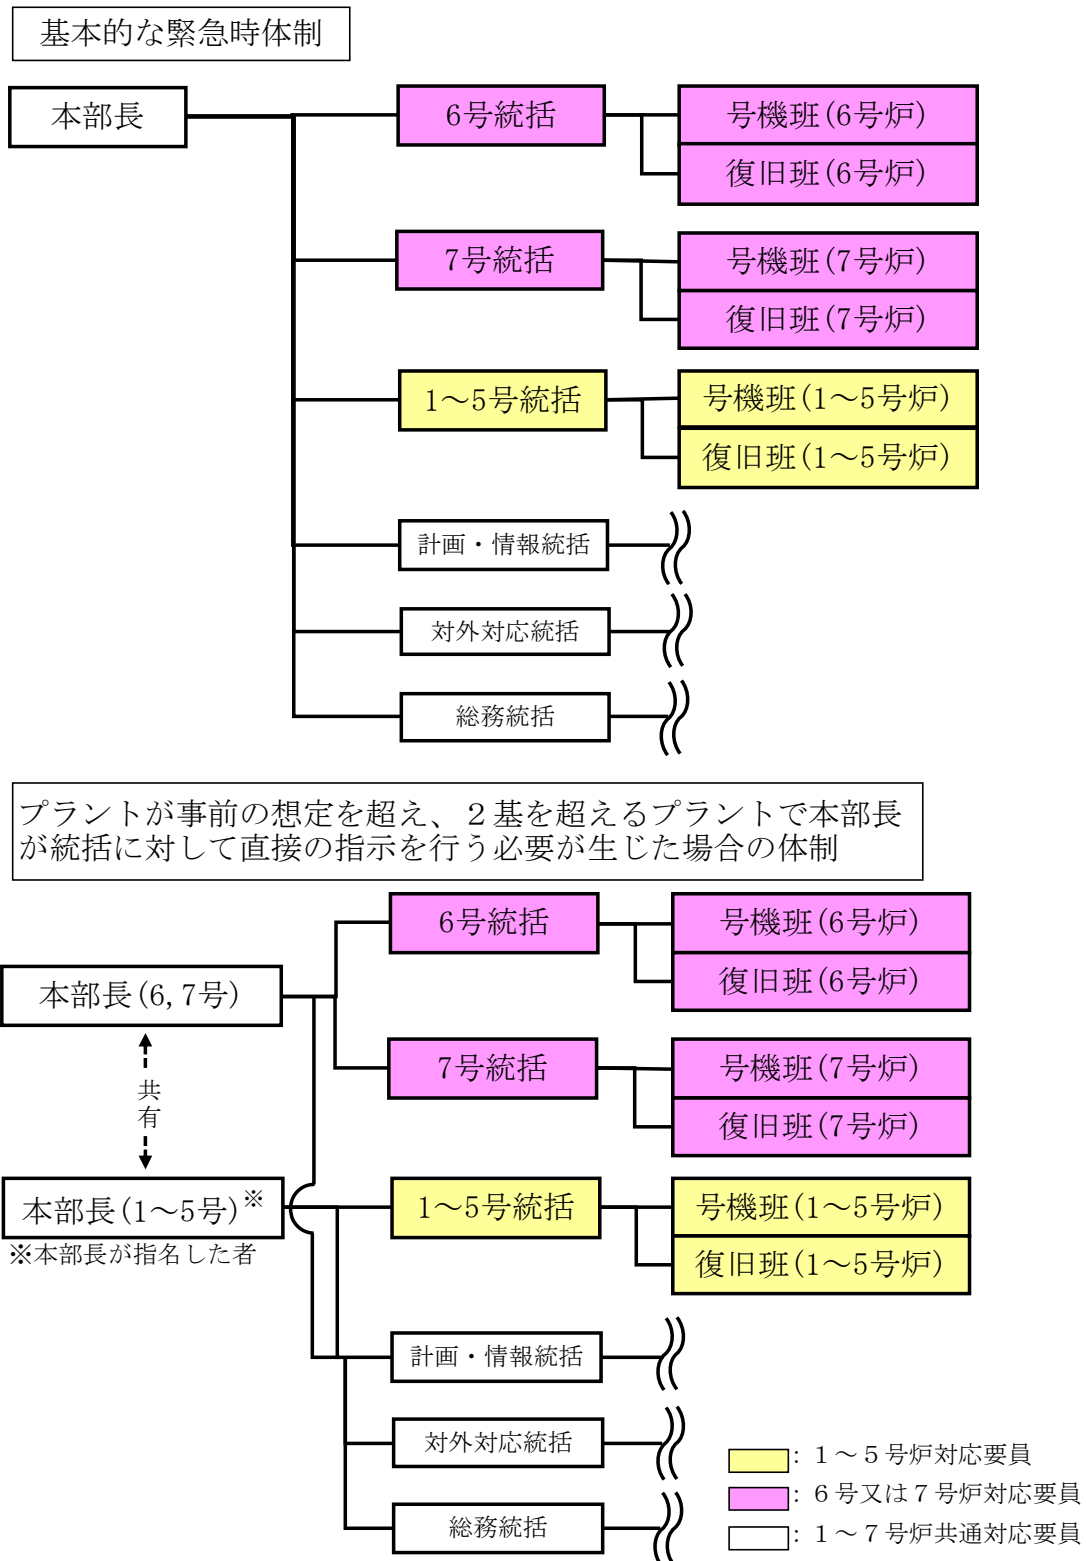 基本的な緊急時体制
本部長
6号統括
号機班(6号炉)
復旧班(6号炉)
7号統括
号機班(7号炉)
復旧班(7号炉)
1～5号統括
号機班(1～5号炉)
復旧班(1～5号炉)
計画・情報統括
対外対応統括
総務統括
プラントが事前の想定を超え、２基を超えるプラントで本部長
が統括に対して直接の指示を行う必要が生じた場合の体制
6号統括
号機班(6号炉)
復旧班(6号炉)
本部長(6,7号)
7号統括
号機班(7号炉)
復旧班(7号炉)
共有
本部長(1～5号)※
※本部長が指名した者
1～5号統括
号機班(1～5号炉)
復旧班(1～5号炉)
計画・情報統括
対外対応統括
総務統括
：１～５号炉対応要員
：６号又は７号炉対応要員
：１～７号炉共通対応要員